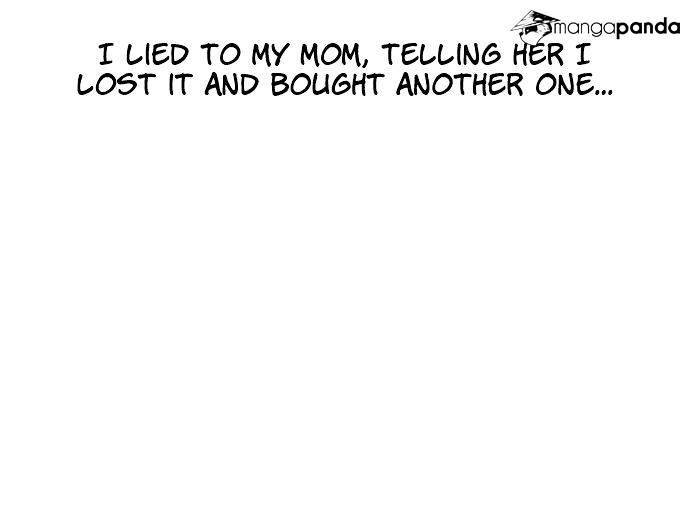 mangapanda
I LIED TO MY MOM, TELLING HER I
LOST IT AND BOUGHT ANOTHER ONE...